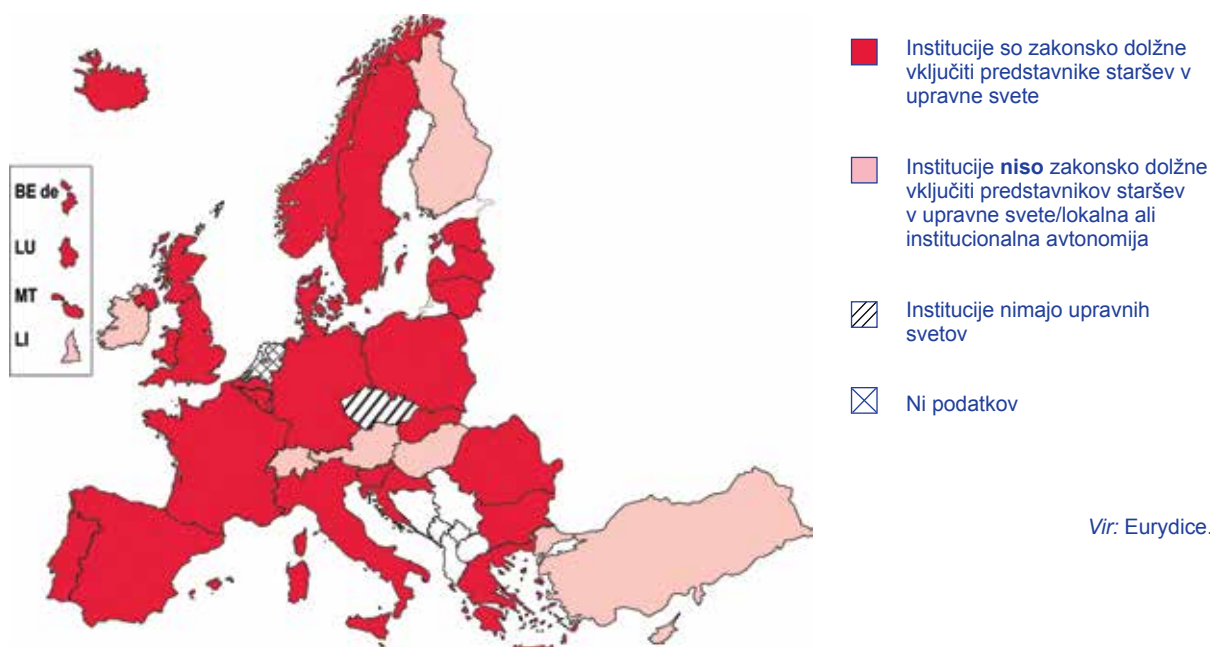 BE de
LU
MT
LI
Institucije so zakonsko dolžne
vključiti predstavnike staršev v
upravne svete
Institucije niso zakonsko dolžne
vključiti predstavnikov staršev
v upravne svete/lokalna ali
institucionalna avtonomija
Institucije nimajo upravnih
svetov
Ni podatkov
Vir: Eurydice.